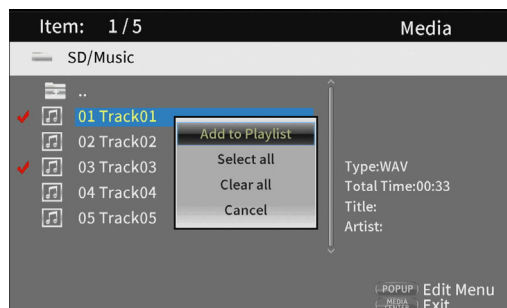 Item: 1/5 Media
SD/Music
..
01 Track01
02 Track02
03 Track03
04 Track04
05 Track05
Add to Playlist
Select all
Clear all
Cancel
Type:WAV
Total Time:00:33
Title:
Artist:
POPUP Edit Menu
MEDIA CENTER Exit